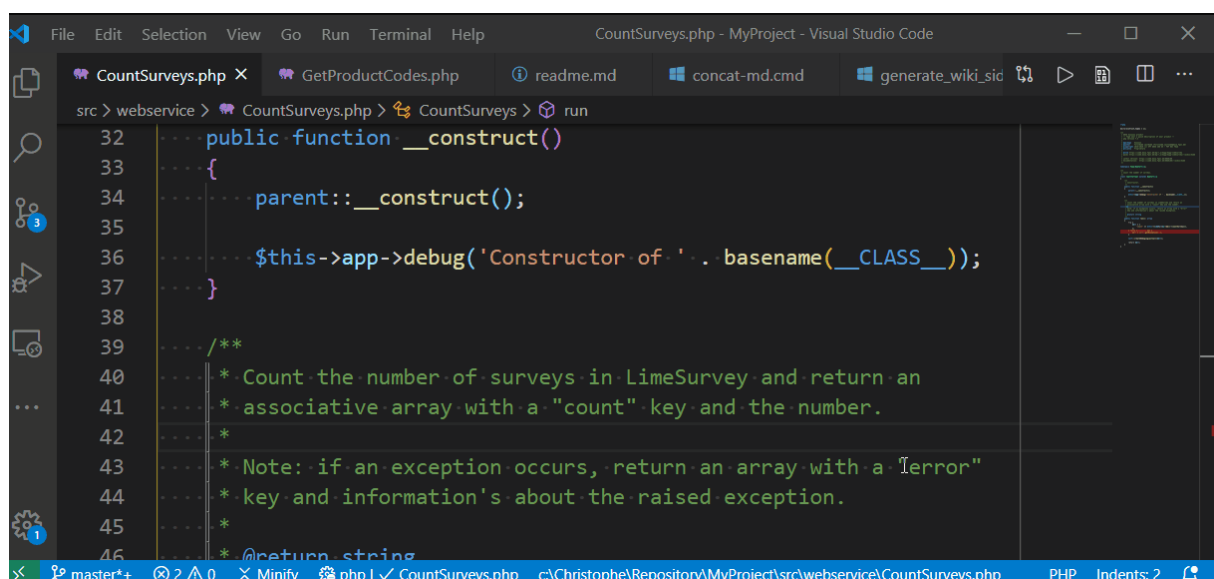 File Edit Selection View Go Run Terminal Help CountSurveys.php - MyProject - Visual Studio Code
CountSurveys.php GetProductCodes.php readme.md concat-md.cmd generate_wiki_sid
src > webservice > CountSurveys.php > CountSurveys > run
32 public function __construct()
33 {
34 parent::__construct();
35
36 $this->app->debug('Constructor of ' . basename(__CLASS__));
37 }
38
39 /**
40 * Count the number of surveys in LimeSurvey and return an
41 * associative array with a "count" key and the number.
42 *
43 * Note: if an exception occurs, return an array with a "error"
44 * key and information's about the raised exception.
45 *
46 * @return string
3
1
master*+ 2 0 Minify php | ✓ CountSurveys.php c:\Christophe\Repository\MyProject\src\webservice\CountSurveys.php PHP Indents: 2